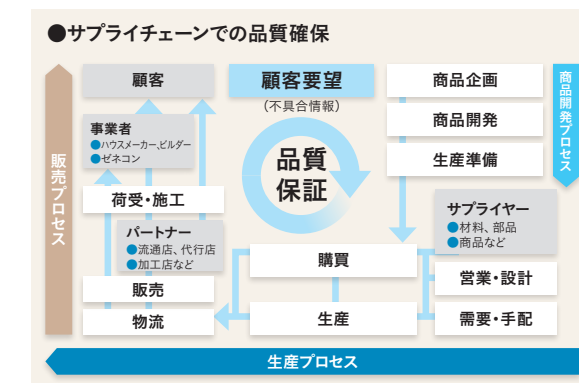 ●サプライチェーンでの品質確保
顧客
顧客要望
(不具合情報)
商品企画
商品開発
生産準備
商品開発プロセス
販売プロセス
事業者
●ハウスメーカー、ビルダー
●ゼネコン
品質
保証
荷受・施工
パートナー
●流通店、代行店
●加工店など
サプライヤー
●材料、部品
●商品など
購買
営業・設計
販売
物流
生産
需要・手配
生産プロセス